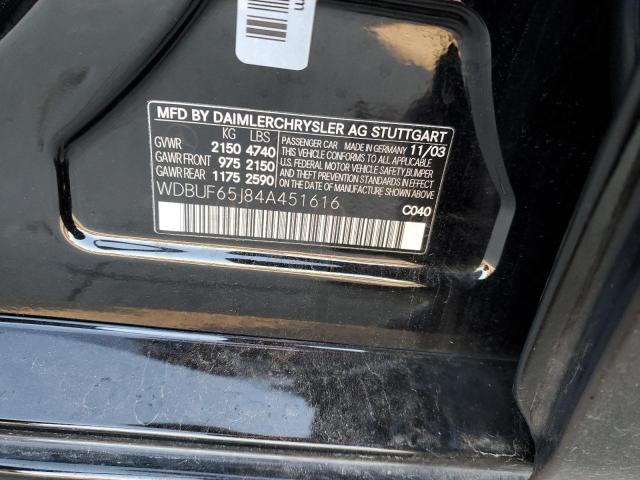 m
MFD BY DAIMLERCHRYSLER AG STUTTGART
KG LBS
GVWR 2150 4740
GAWR FRONT 975 2150
GAWR REAR 1175 2590
PASSENGER CAR MADE IN GERMANY 11/03
THIS VEHICLE CONFORMS TO ALL APPLICABLE
U.S. FEDERAL MOTOR VEHICLE SAFETY, BUMPER
AND THEFT PREVENTION STANDARDS IN EFFECT
ON THE DATE OF MANUFACTURE SHOWN ABOVE
WDBUF65J84A451616
C040